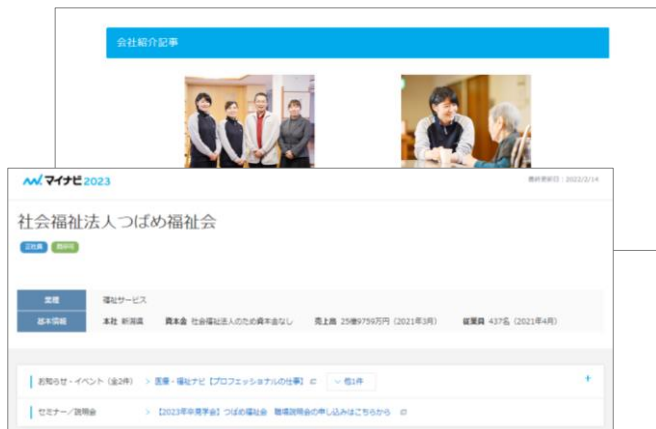 会社紹介記事
マイナビ2023
最終更新日：2022/2/14
社会福祉法人つばめ福祉会
正社員
業種 福祉サービス
基本情報 本社 新潟県 資本金 社会福祉法人のため資本金なし 売上高 25億9759万円（2021年3月） 従業員 437名（2021年4月）
お知らせ・イベント（全2件） > 医療・福祉ナビ【プロフェッショナルの仕事】 他1件 +
セミナー／説明会 > 【2023年卒見学会】つばめ福祉会 職場説明会の申し込みはこちらから